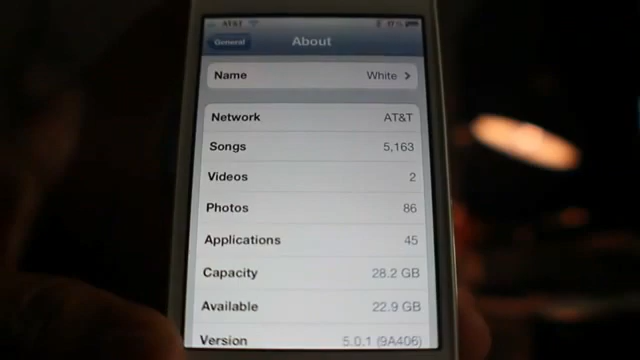 AT&T
General
About
Name White
Network AT&T
Songs 5,163
Videos 2
Photos 86
Applications 45
Capacity 28.2 GB
Available 22.9 GB
Version 5.0.1 (9A406)